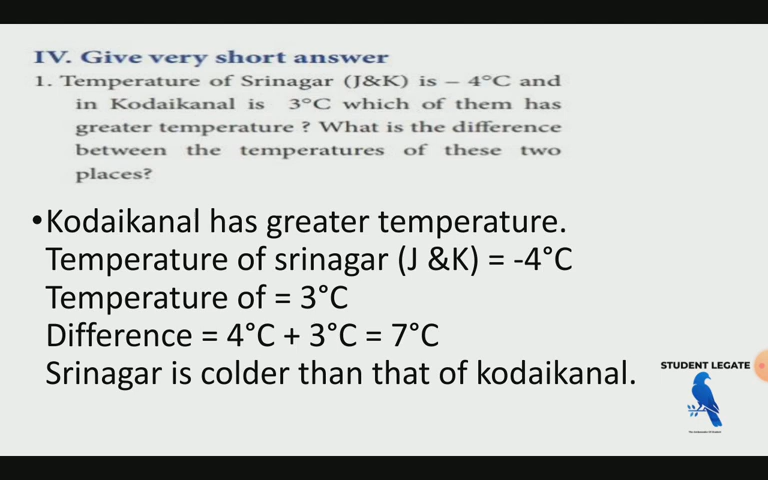 IV. Give very short answer
1. Temperature of Srinagar (J&K) is – 4°C and
in Kodaikanal is 3°C which of them has
greater temperature ? What is the difference
between the temperatures of these two
places?
•Kodaikanal has greater temperature.
Temperature of srinagar (J &K) = -4°C
Temperature of = 3°C
Difference = 4°C + 3°C = 7°C
Srinagar is colder than that of kodaikanal.
STUDENT LEGATE